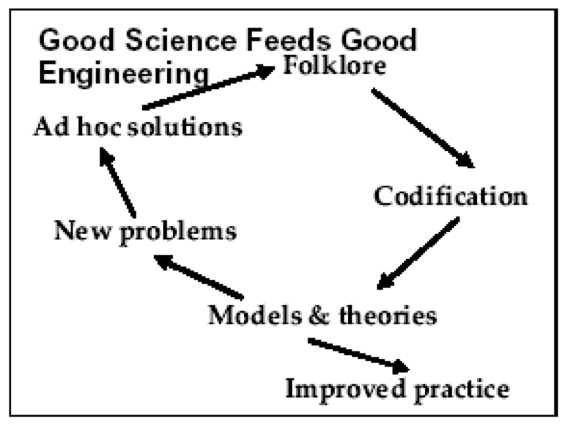 Good Science Feeds Good
Engineering
Folklore
Ad hoc solutions
Codification
New problems
Models & theories
Improved practice